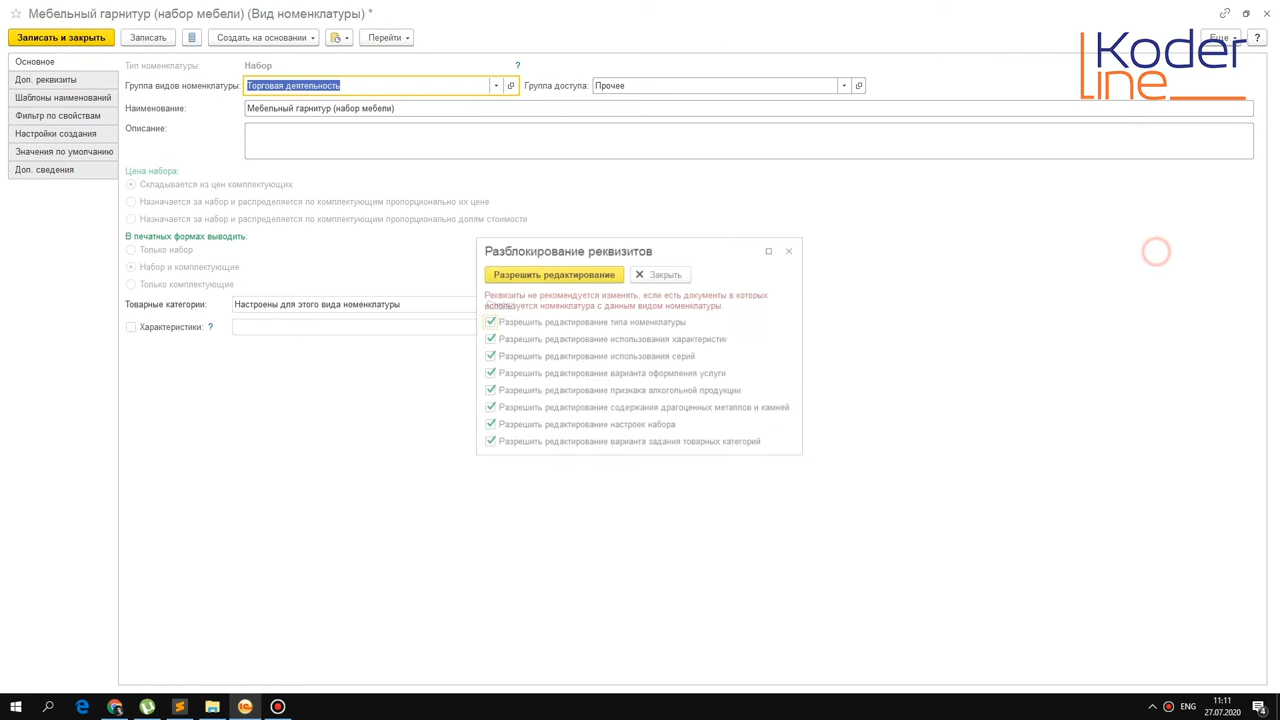 Мебельный гарнитур (набор мебели) (Вид номенклатуры) *
Записать и закрыть
Записать
Создать на основании
Перейти
Еще
?
Koder
line
Основное
Доп. реквизиты
Шаблоны наименований
Фильтр по свойствам
Настройки создания
Значения по умолчанию
Доп. сведения
Тип номенклатуры: Набор ?
Группа видов номенклатуры: Торговая деятельность Группа доступа: Прочее
Наименование: Мебельный гарнитур (набор мебели)
Описание:
Цена набора:
Складывается из цен комплектующих
Назначается за набор и распределяется по комплектующим пропорционально их цене
Назначается за набор и распределяется по комплектующим пропорционально долям стоимости
В печатных формах выводить:
Только набор
Набор и комплектующие
Только комплектующие
Товарные категории: Настроены для этого вида номенклатуры
Характеристики: ?
Разблокирование реквизитов
Разрешить редактирование
Закрыть
Реквизиты не рекомендуется изменять, если есть документы в которых
используется номенклатура с данным видом номенклатуры.
Разрешить редактирование типа номенклатуры
Разрешить редактирование использования характеристик
Разрешить редактирование использования серий
Разрешить редактирование варианта оформления услуги
Разрешить редактирование признака алкогольной продукции
Разрешить редактирование содержания драгоценных металлов и камней
Разрешить редактирование настроек набора
Разрешить редактирование варианта задания товарных категорий
ENG
11:11
27.07.2020
4